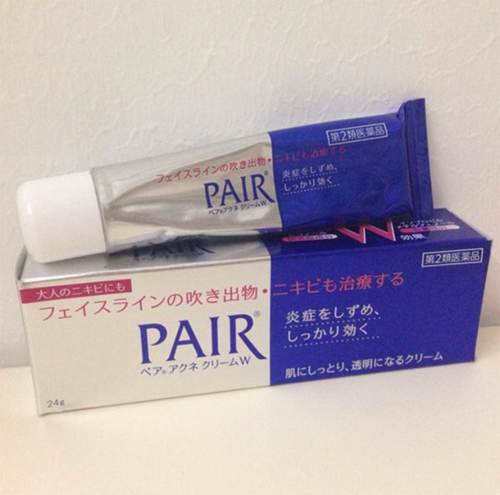 第2類医薬品
フェイスラインの吹き出物・ニキビも治療する
炎症をしずめ、
しっかり効く
PAIR®
ペア®アクネ クリームW
W
効果
第2類医薬品
大人のニキビにも
フェイスラインの吹き出物・ニキビも治療する
炎症をしずめ、
しっかり効く
PAIR®
ペア®アクネ クリームW
肌にしっとり、透明になるクリーム
24g